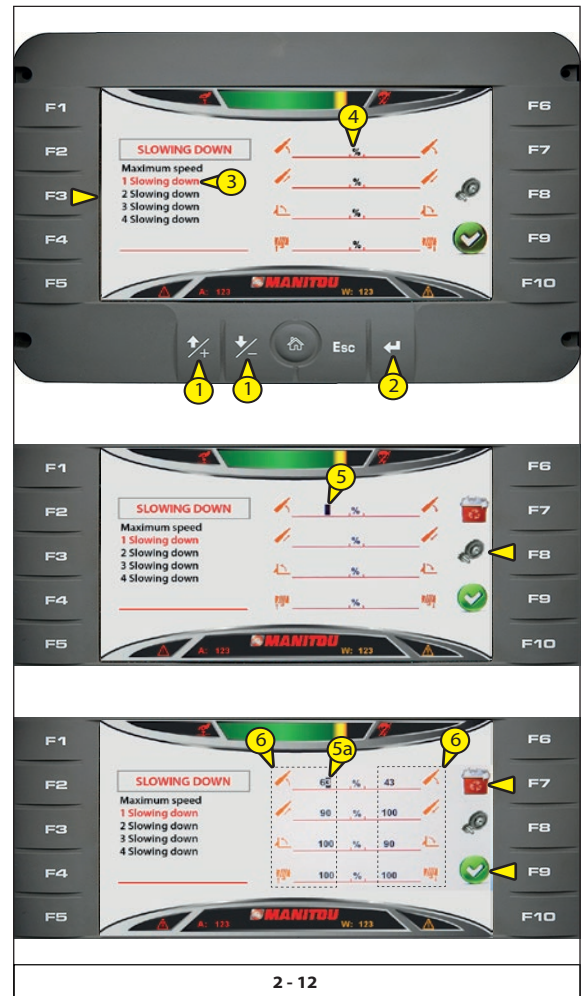 F1 F6
F2 SLOWING DOWN 4 % F7
Maximum speed
F3 1 Slowing down 3 % F8
2 Slowing down
3 Slowing down %
F4 4 Slowing down % F9
F5 A: 123 MANITOU W: 123 F10
+ - Esc
1 1 2
F1 F6
5
F2 SLOWING DOWN % F7
Maximum speed
1 Slowing down %
F3 2 Slowing down F8
3 Slowing down %
4 Slowing down
F4 % F9
F5 A: 123 MANITOU W: 123 F10
F1 6 5a 6 F6
F2 SLOWING DOWN % 43 F7
Maximum speed
1 Slowing down 90 % 100
F3 2 Slowing down F8
3 Slowing down 100 % 90
4 Slowing down
F4 100 % 100 F9
F5 A: 123 MANITOU W: 123 F10
2 - 12